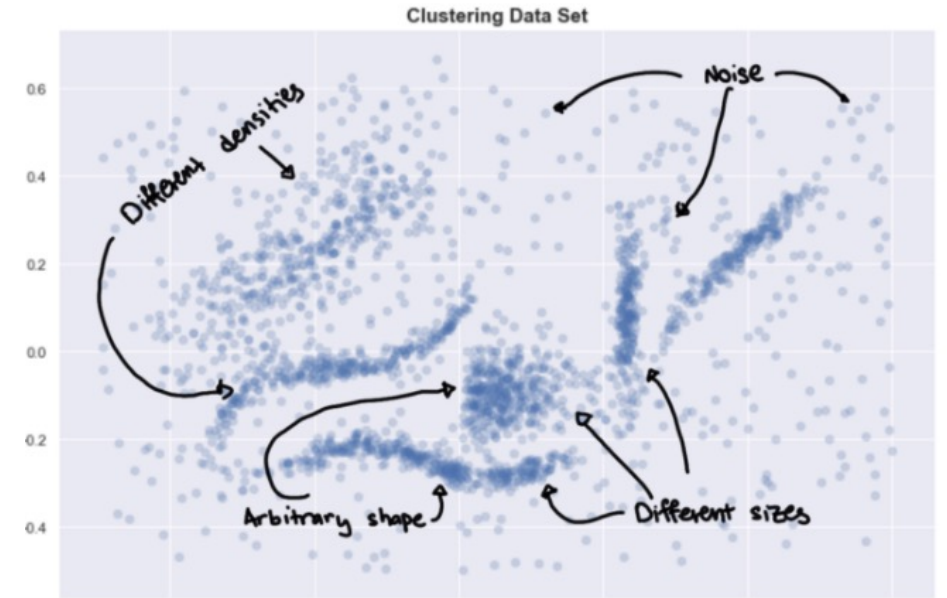 Clustering Data Set
Noise
Different densities
0.6
0.4
0.2
0.0
0.2
0.4
Arbitrary shape
Different sizes